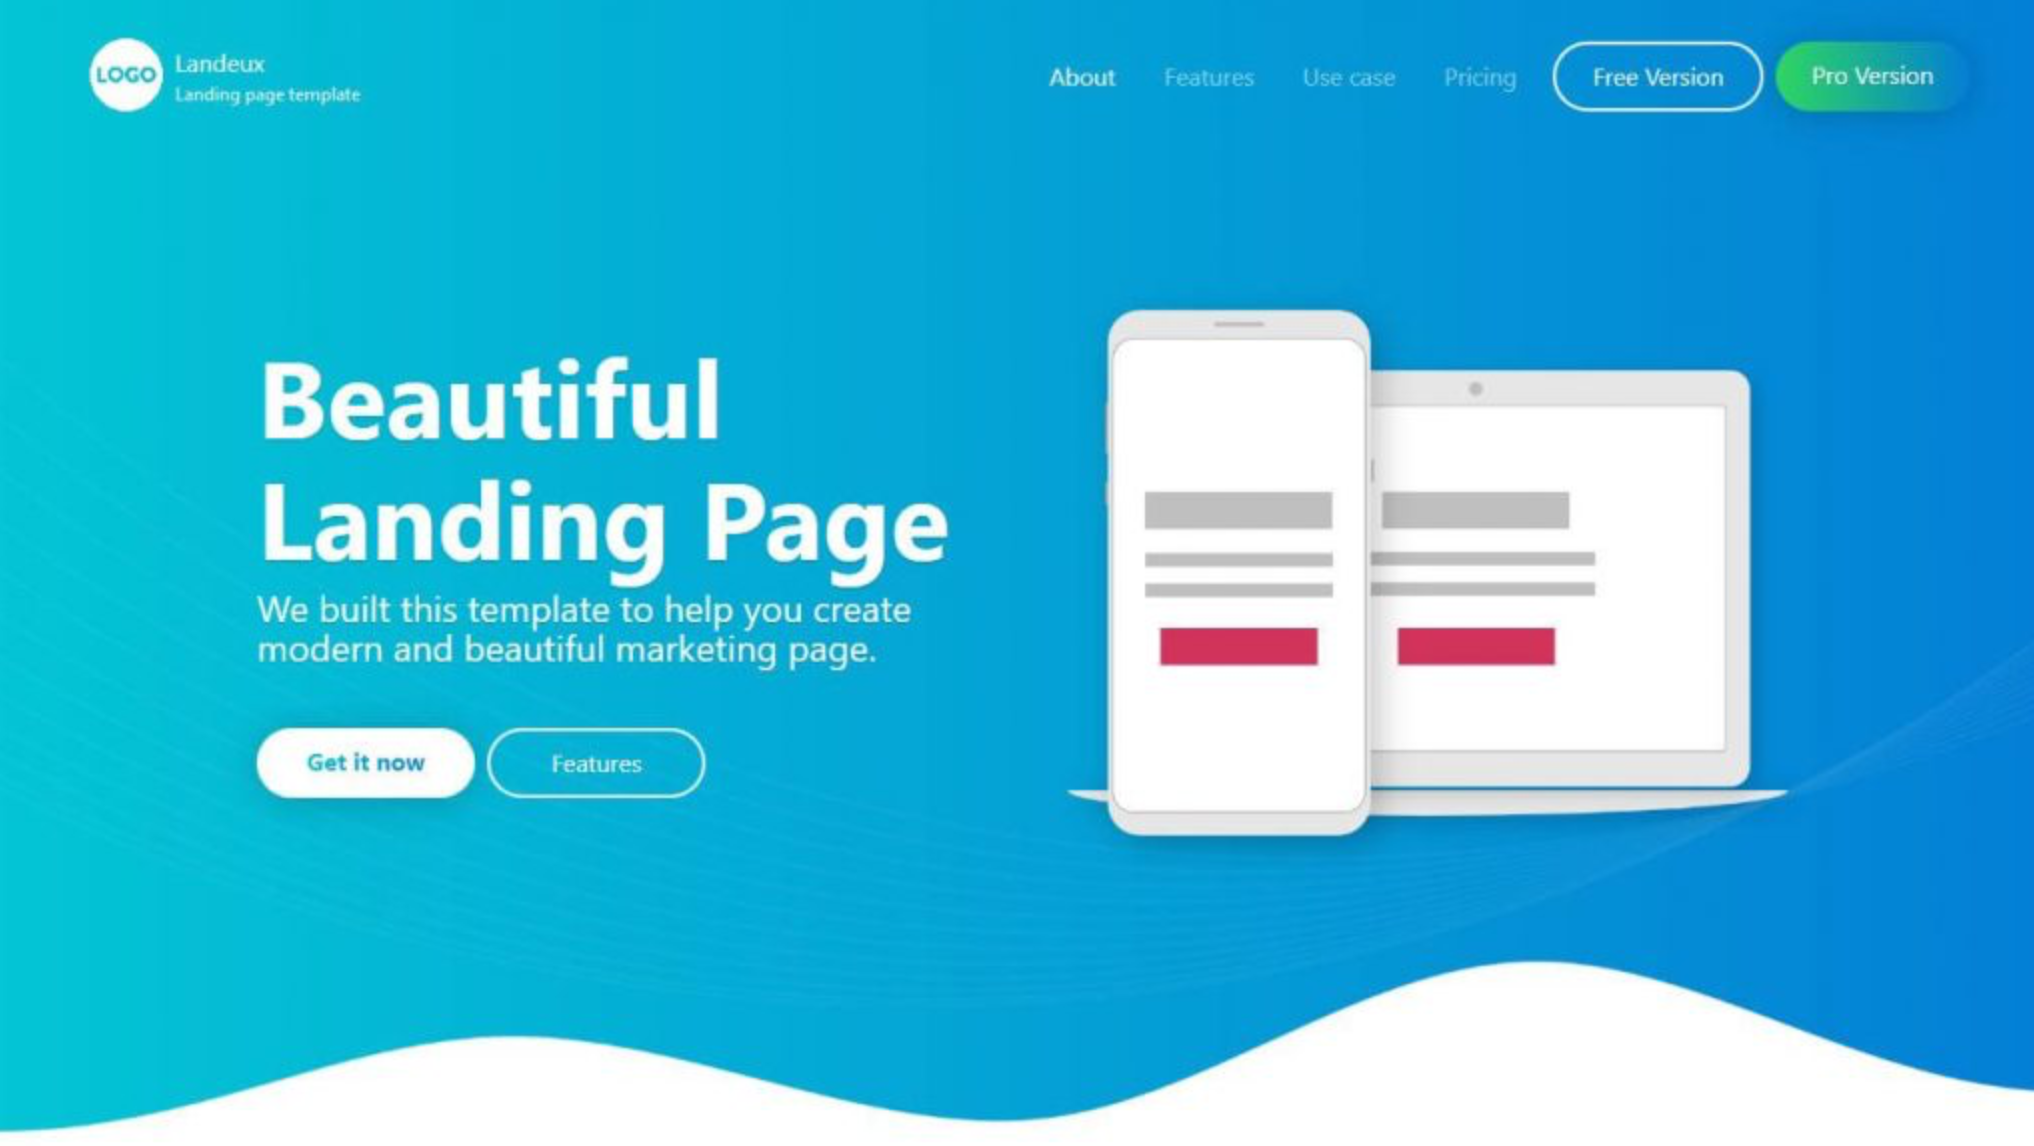 LOGO
Landeux
Landing page template
About
Features
Use case
Pricing
Free Version
Pro Version
Beautiful
Landing Page
We built this template to help you create
modern and beautiful marketing page.
Get it now
Features